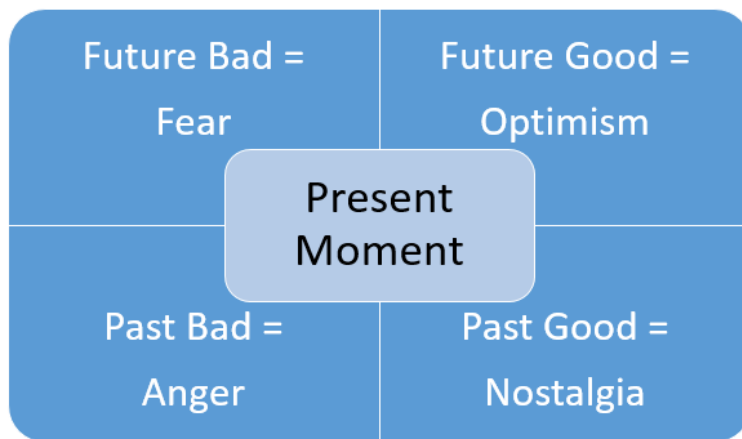 Future Bad =
Fear
Future Good =
Optimism
Present
Moment
Past Bad =
Anger
Past Good =
Nostalgia